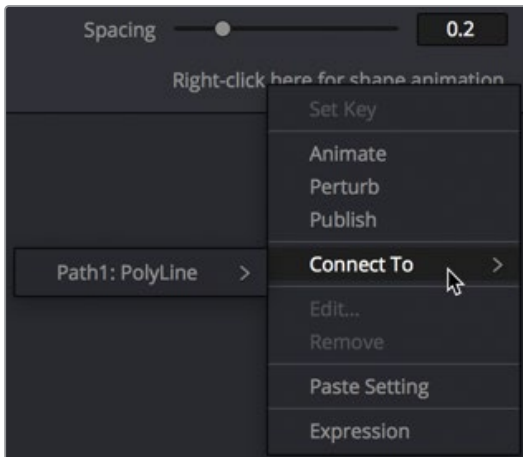 Spacing 0.2
Right-click here for shape animation
Set Key
Animate
Perturb
Publish
Path1: PolyLine >
Connect To >
Edit...
Remove
Paste Setting
Expression